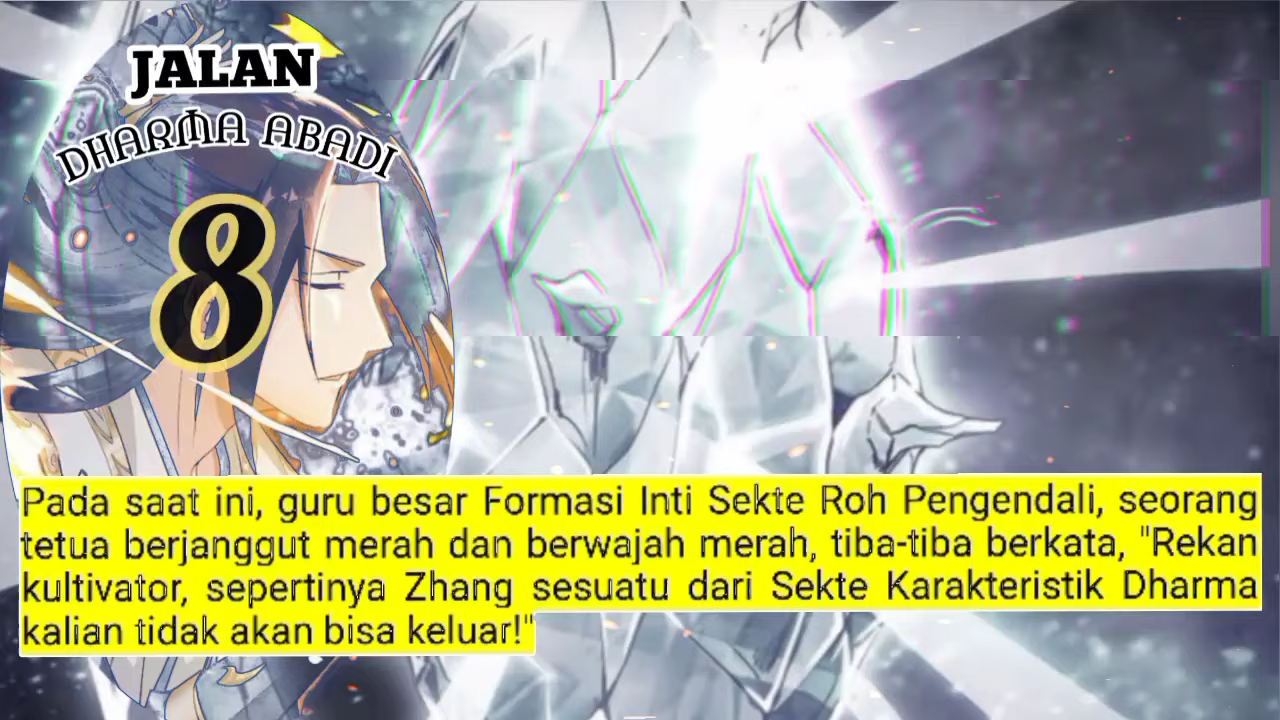 JALAN
DHARMA ABADI
8
Pada saat ini, guru besar Formasi Inti Sekte Roh Pengendali, seorang
tetua berjanggut merah dan berwajah merah, tiba-tiba berkata, "Rekan
kultivator, sepertinya Zhang sesuatu dari Sekte Karakteristik Dharma
kalian tidak akan bisa keluar!"